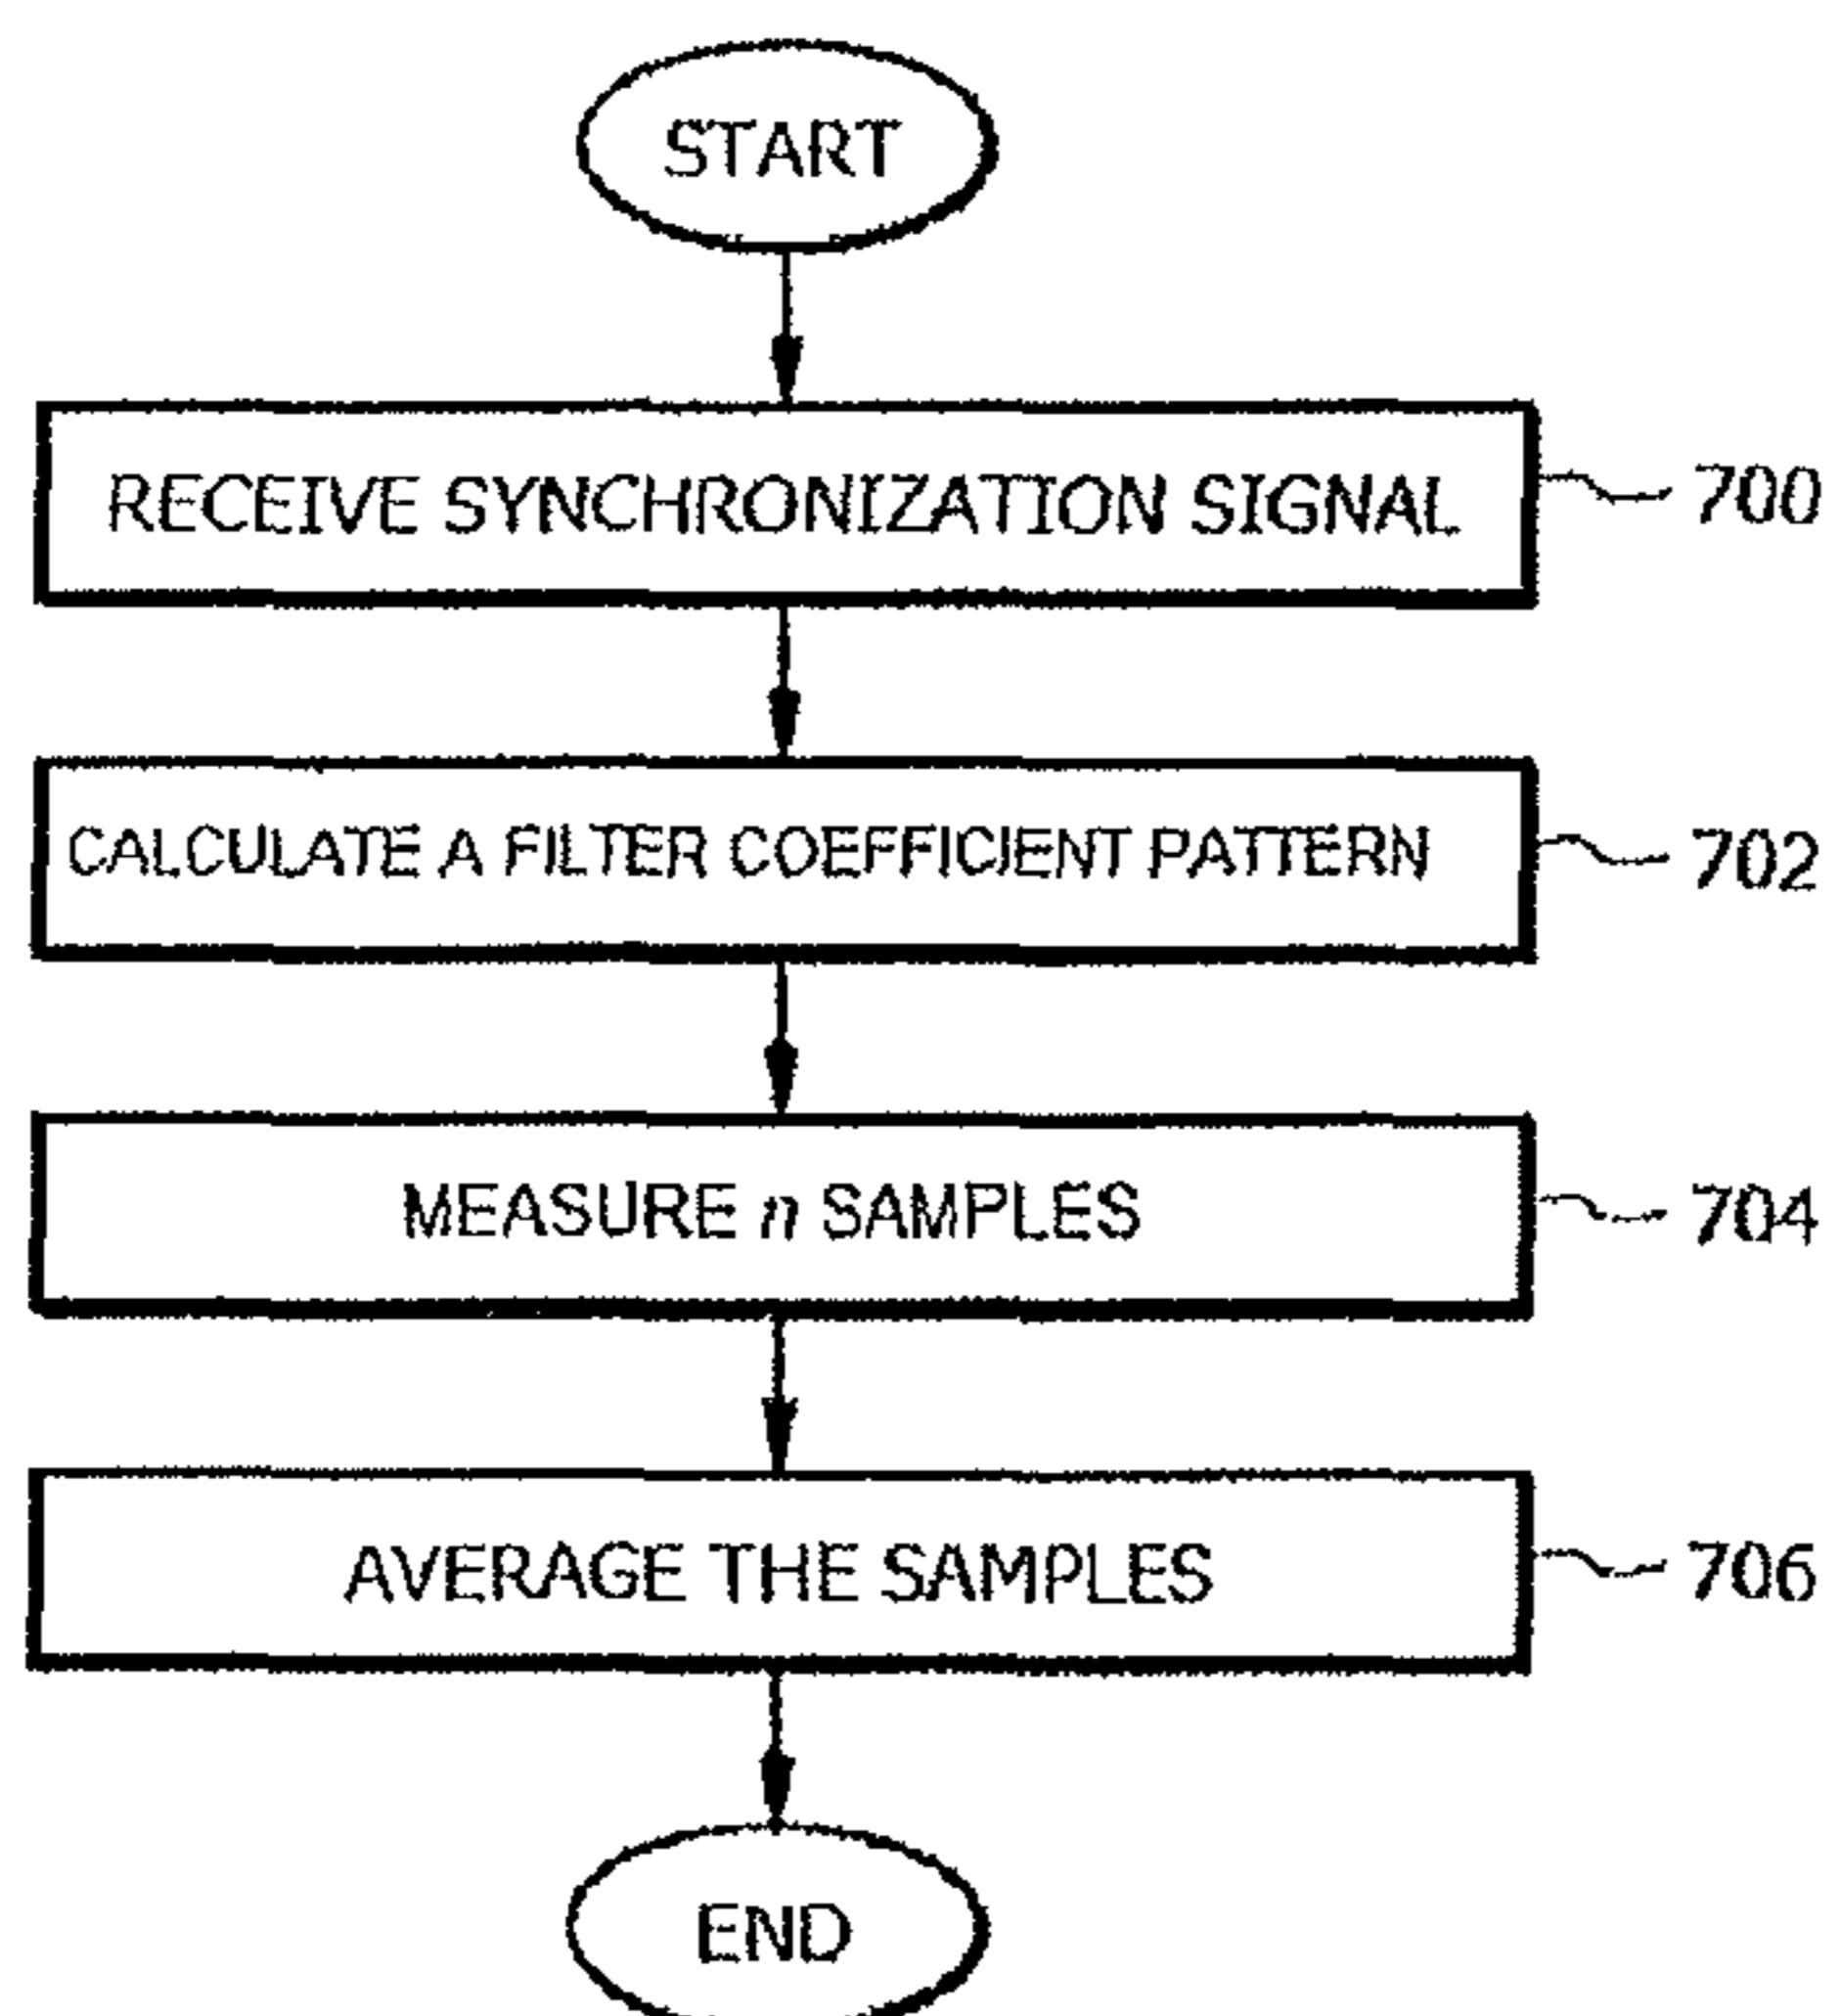 START
RECEIVE SYNCHRONIZATION SIGNAL 700
CALCULATE A FILTER COEFFICIENT PATTERN 702
MEASURE n SAMPLES 704
AVERAGE THE SAMPLES 706
END